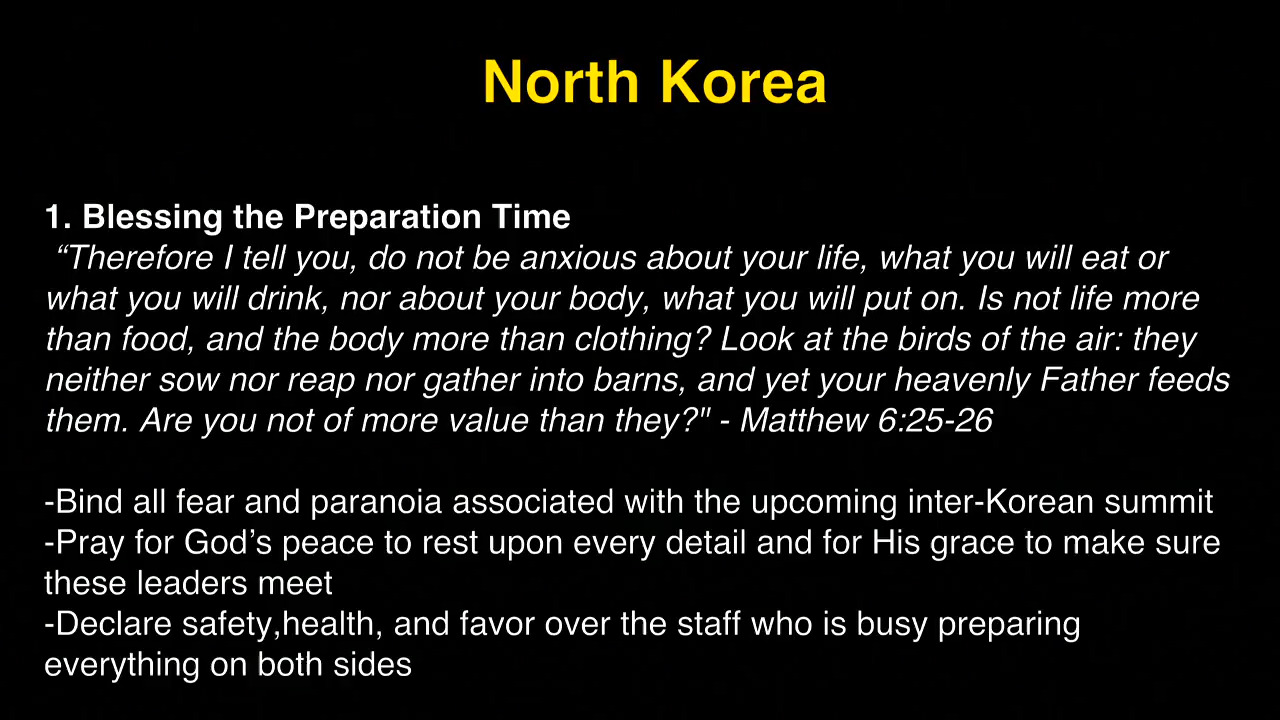 North Korea
1. Blessing the Preparation Time
“Therefore I tell you, do not be anxious about your life, what you will eat or
what you will drink, nor about your body, what you will put on. Is not life more
than food, and the body more than clothing? Look at the birds of the air: they
neither sow nor reap nor gather into barns, and yet your heavenly Father feeds
them. Are you not of more value than they?" - Matthew 6:25-26
-Bind all fear and paranoia associated with the upcoming inter-Korean summit
-Pray for God’s peace to rest upon every detail and for His grace to make sure
these leaders meet
-Declare safety,health, and favor over the staff who is busy preparing
everything on both sides